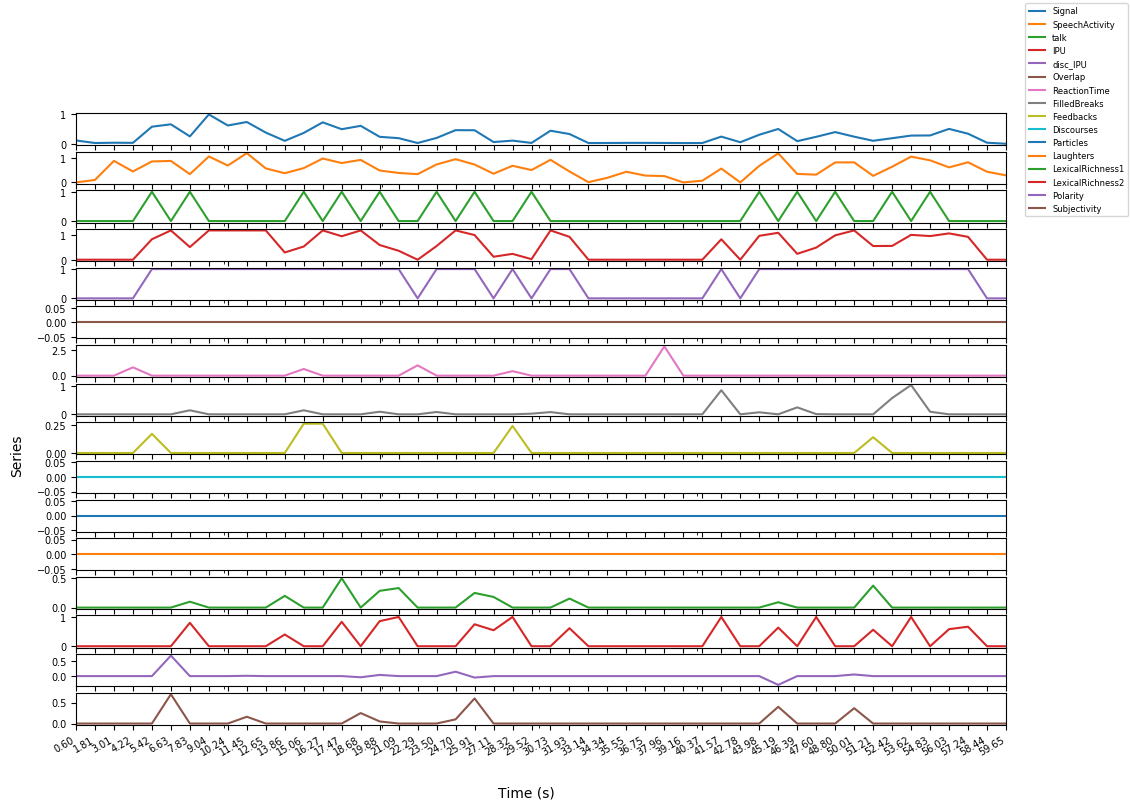 Signal
SpeechActivity
talk
IPU
disc_IPU
Overlap
ReactionTime
FilledBreaks
Feedbacks
Discourses
Particles
Laughters
LexicalRichness1
LexicalRichness2
Polarity
Subjectivity
1
0
1
0
1
0
1
0
1
0
0.05
0.00
−0.05
2.5
0.0
1
0
0.25
0.00
0.05
0.00
−0.05
0.05
0.00
−0.05
0.05
0.00
−0.05
0.5
0.0
1
0
0.5
0.0
0.5
0.0
Series
0.60 1.81 3.01 4.22 5.42 6.63 7.83 9.04 10.24 11.45 12.65 13.86 15.06 16.27 17.47 18.68 19.88 21.09 22.29 23.50 24.70 25.91 27.11 28.32 29.52 30.73 31.93 33.14 34.34 35.55 36.75 37.96 39.16 40.37 41.57 42.78 43.98 45.19 46.39 47.60 48.80 50.01 51.21 52.42 53.62 54.83 56.03 57.24 58.44 59.65
Time (s)